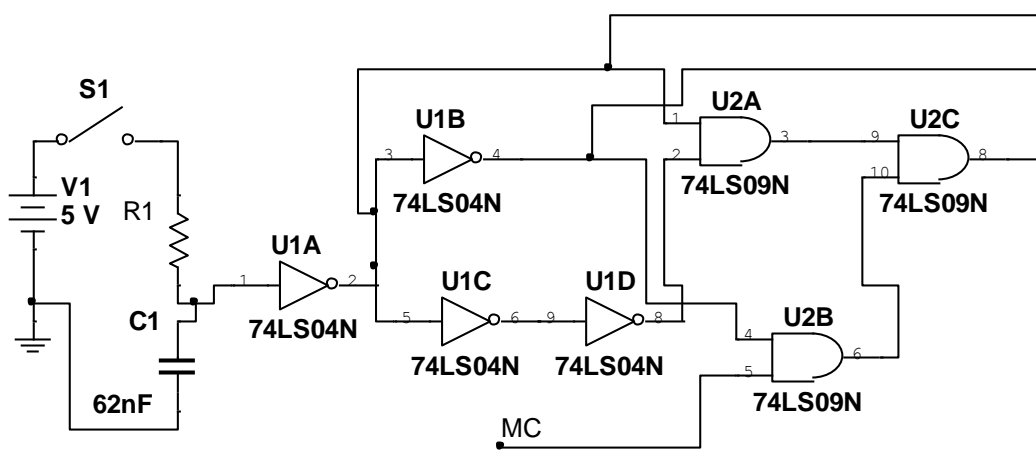 S1
V1
5 V
R1
C1
62nF
U1A
1
2
74LS04N
U1B
3
4
74LS04N
U1C
5
6
74LS04N
U1D
9
8
74LS04N
U2A
1
2
3
74LS09N
U2B
4
5
6
74LS09N
U2C
9
10
8
74LS09N
MC